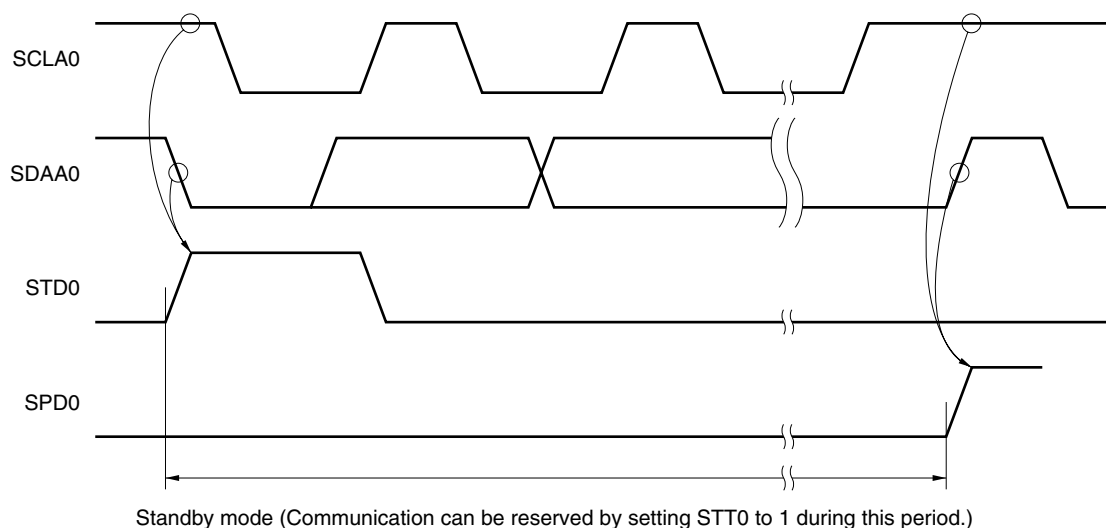 SCLA0
SDAA0
STD0
SPD0
Standby mode (Communication can be reserved by setting STT0 to 1 during this period.)